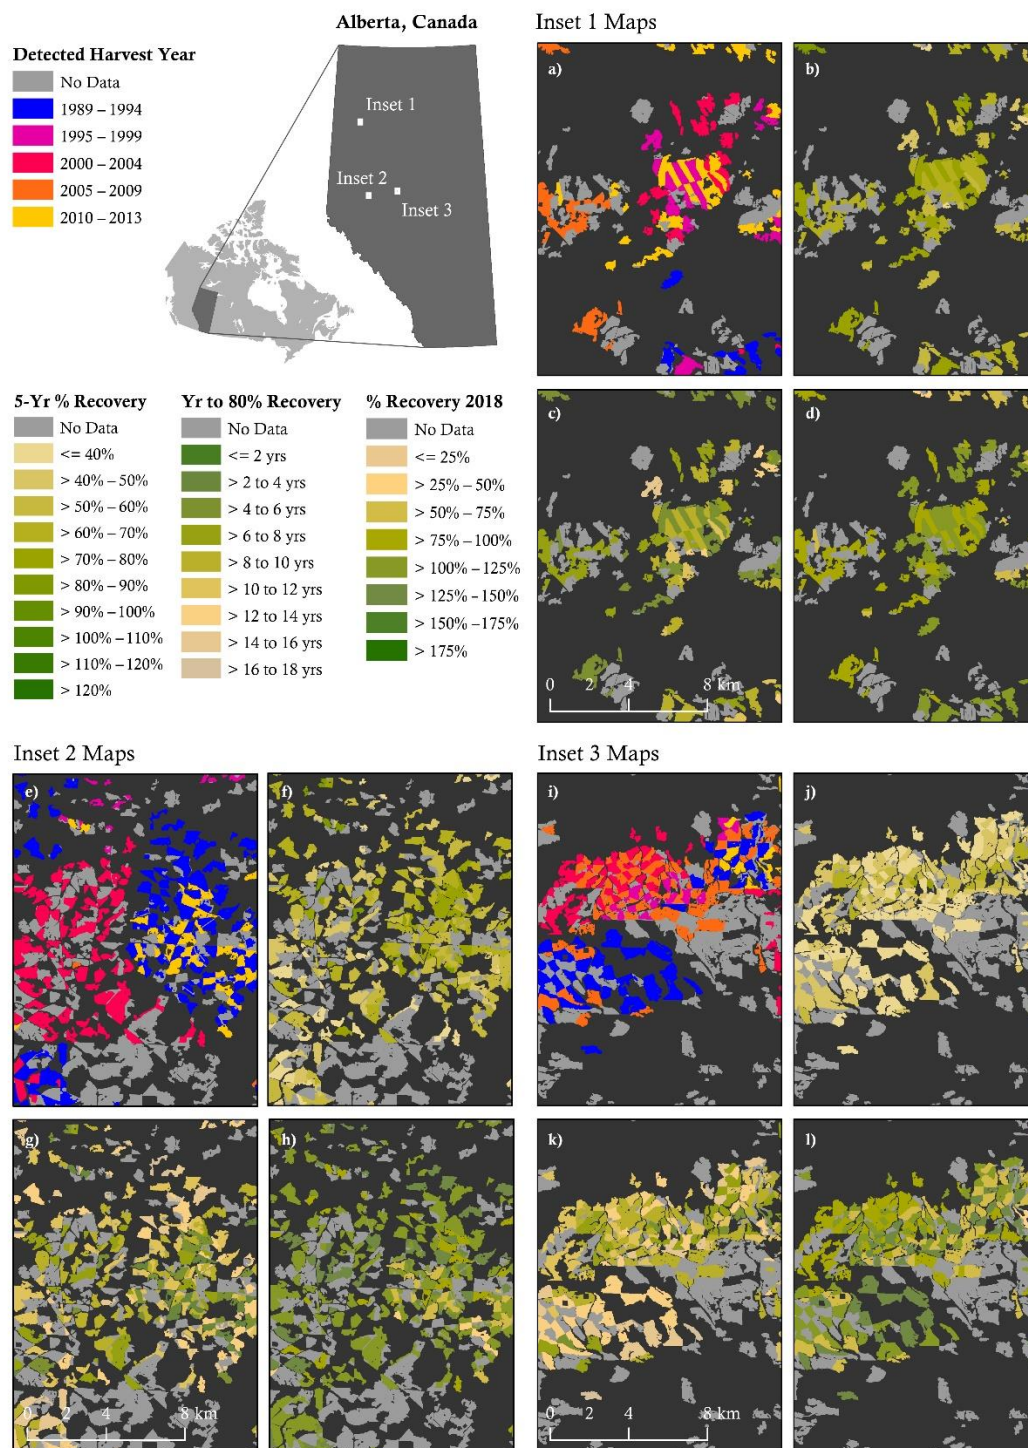 Alberta, Canada
Detected Harvest Year
No Data
1989 – 1994
1995 – 1999
2000 – 2004
2005 – 2009
2010 – 2013
Inset 1
Inset 2
Inset 3
5-Yr % Recovery
No Data
<= 40%
> 40% – 50%
> 50% – 60%
> 60% – 70%
> 70% – 80%
> 80% – 90%
> 90% – 100%
> 100% – 110%
> 110% – 120%
> 120%
Yr to 80% Recovery
No Data
<= 2 yrs
> 2 to 4 yrs
> 4 to 6 yrs
> 6 to 8 yrs
> 8 to 10 yrs
> 10 to 12 yrs
> 12 to 14 yrs
> 14 to 16 yrs
> 16 to 18 yrs
% Recovery 2018
No Data
<= 25%
> 25% – 50%
> 50% – 75%
> 75% – 100%
> 100% – 125%
> 125% – 150%
> 150% – 175%
> 175%
Inset 1 Maps
a)
b)
c)
d)
0 2 4 8 km
Inset 2 Maps
e)
f)
g)
h)
0 2 4 8 km
Inset 3 Maps
i)
j)
k)
l)
0 2 4 8 km